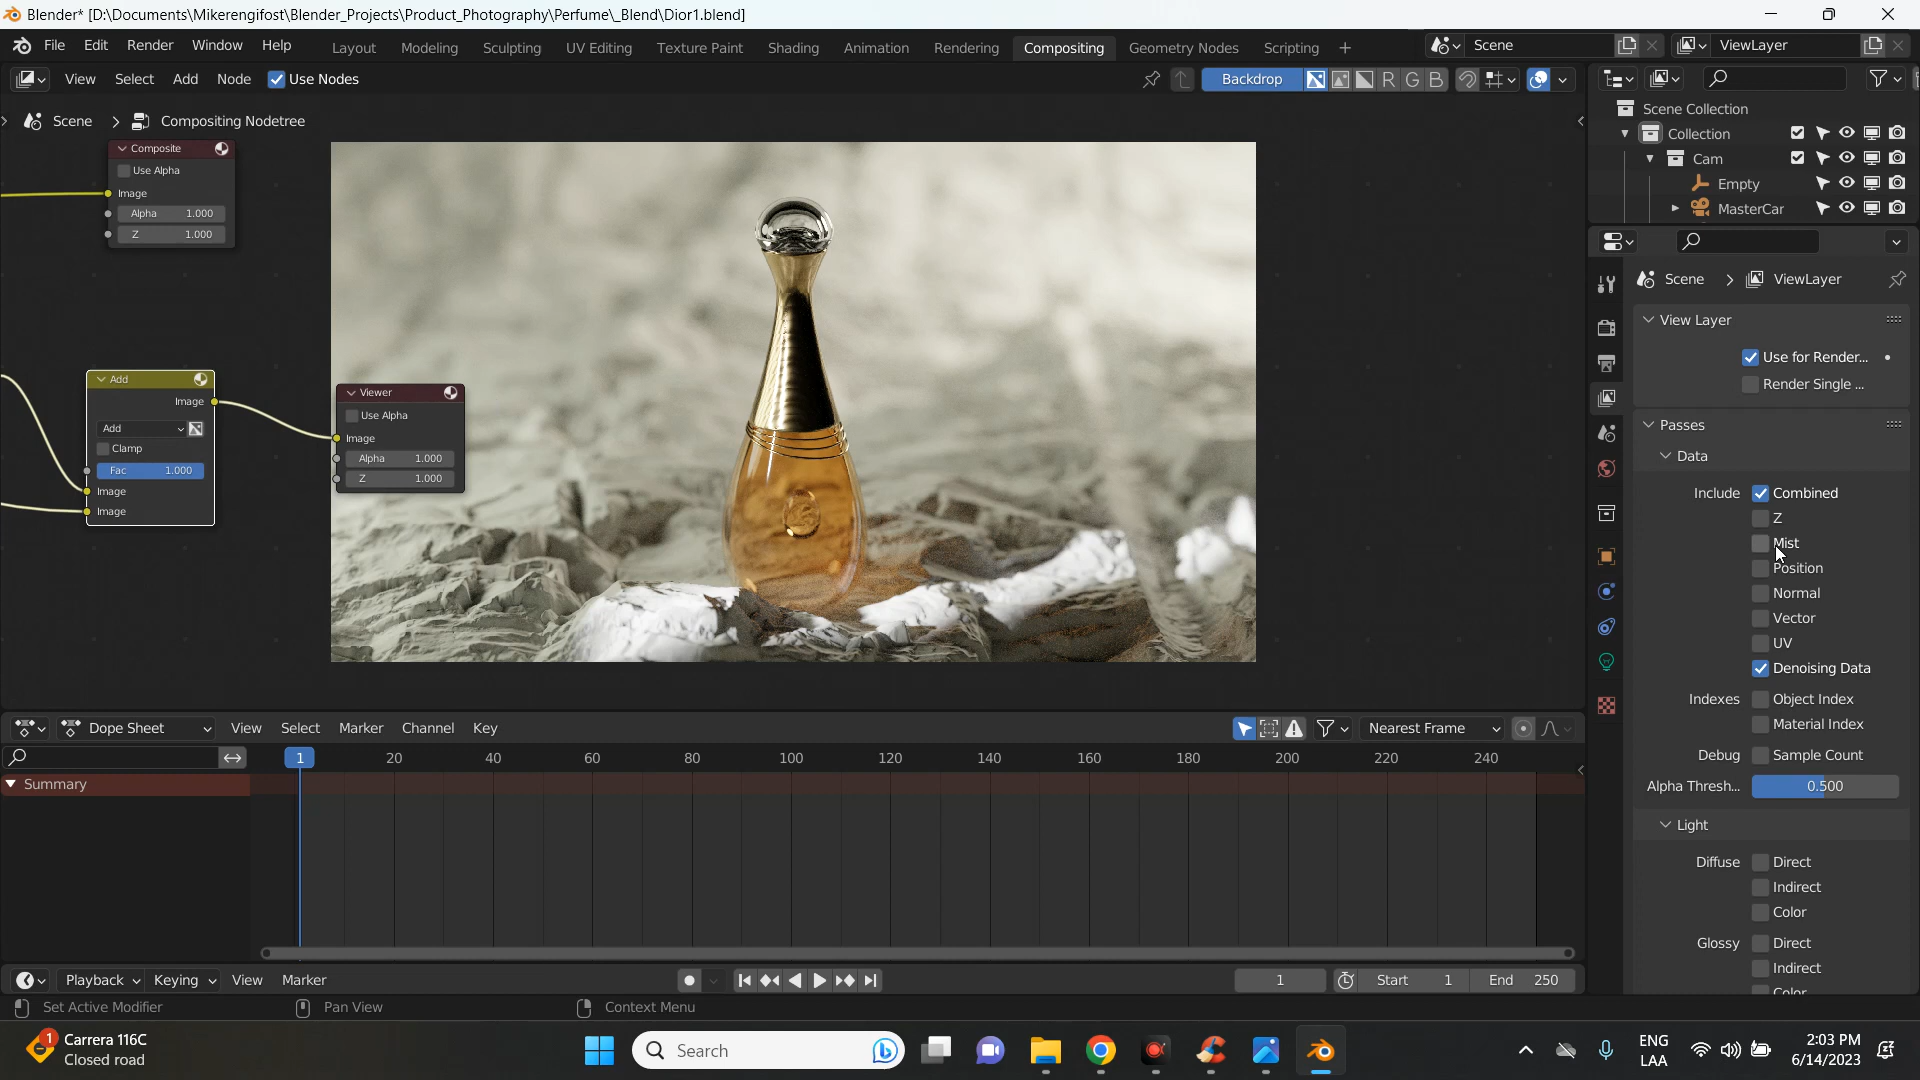 Blender* [D:\Documents\Mikerengifost\Blender_Projects\Product_Photography\Perfume\_Blend\Dior1.blend]
File Edit Render Window Help Layout Modeling Sculpting UV Editing Texture Paint Shading Animation Rendering Compositing Geometry Nodes Scripting + Scene ViewLayer
View Select Add Node Use Nodes Backdrop R G B
Scene > Compositing Nodetree
Composite
Use Alpha
Image
Alpha 1.000
Z 1.000
Add
Image
Add
Clamp
Fac 1.000
Image
Image
Viewer
Use Alpha
Image
Alpha 1.000
Z 1.000
Scene Collection
Collection
Cam
Empty
MasterCar
Scene > ViewLayer
View Layer
Use for Render...
Render Single ...
Passes
Data
Include Combined
Z
Mist
Position
Normal
Vector
UV
Denoising Data
Indexes Object Index
Material Index
Debug Sample Count
Alpha Thresh... 0.500
Light
Diffuse Direct
Indirect
Color
Glossy Direct
Indirect
Color
Dope Sheet View Select Marker Channel Key Nearest Frame
1 20 40 60 80 100 120 140 160 180 200 220 240
Summary
Playback Keying View Marker 1 Start 1 End 250
Set Active Modifier Pan View Context Menu
1 Carrera 116C
Closed road
Search
ENG
LAA
2:03 PM
6/14/2023